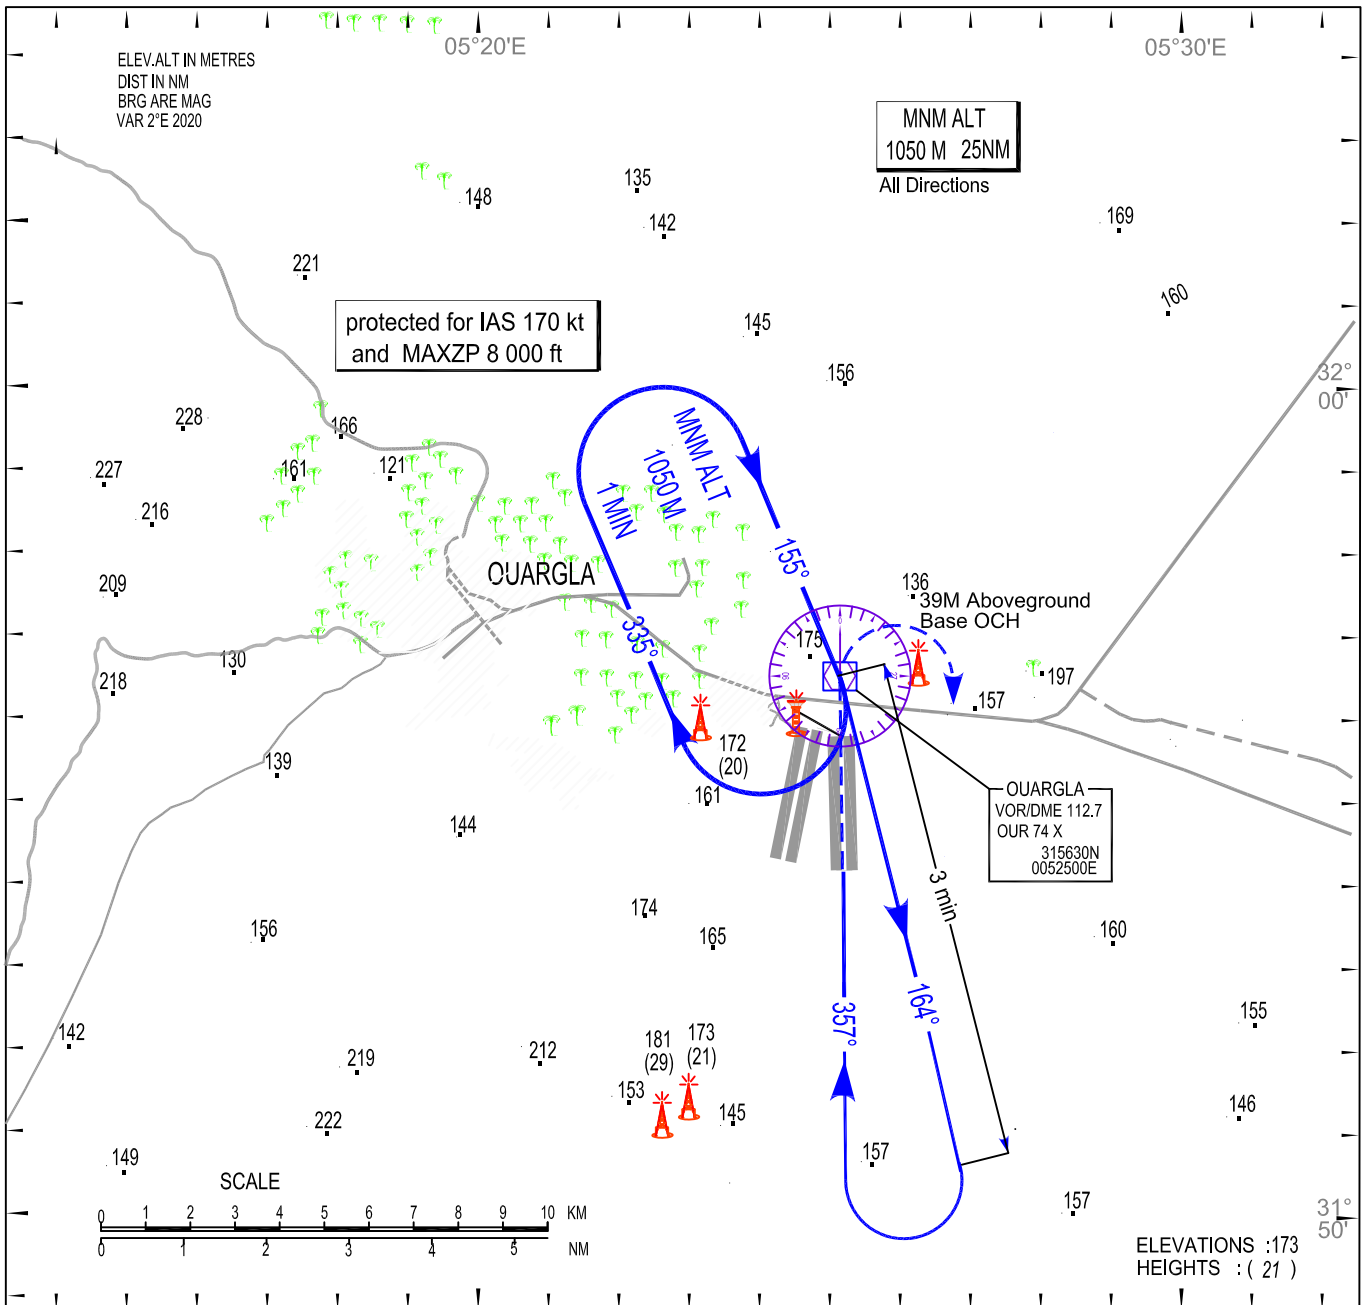 05°20'E
05°30'E
ELEV.ALT IN METRES
DIST IN NM
BRG ARE MAG
VAR 2°E 2020
MNM ALT
1050 M 25NM
All Directions
148
135
142
169
221
160
protected for IAS 170 kt
and MAXZP 8 000 ft
145
156
32°
00'
228
166
227
161
121
216
MNM ALT
1050 M
1 MIN
155°
OUARGLA
209
136
39M Aboveground
Base OCH
335°
175
130
218
197
157
172
(20)
139
161
OUARGLA
VOR/DME 112.7
OUR 74 X
315630N
0052500E
144
3 min
174
156
165
160
164°
357°
155
142
219
212
181
(29)
173
(21)
153
145
146
222
149
157
157
SCALE
0 1 2 3 4 5 6 7 8 9 10 KM
0 1 2 3 4 5 NM
31°
50'
ELEVATIONS :173
HEIGHTS : ( 21 )